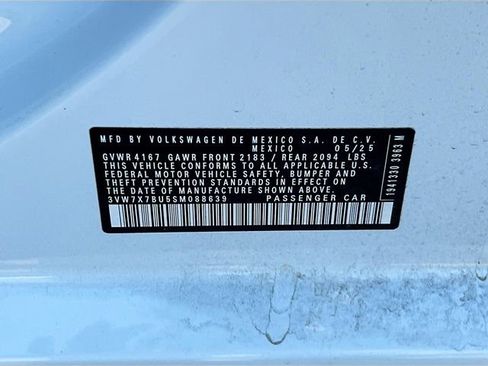 MFD BY VOLKSWAGEN DE MEXICO S.A. DE C.V.
MEXICO 05/25
GVWR 4167 GAWR FRONT 2183 / REAR 2094 LBS
THIS VEHICLE CONFORMS TO ALL APPLICABLE U.S.
FEDERAL MOTOR VEHICLE SAFETY, BUMPER AND
THEFT PREVENTION STANDARDS IN EFFECT ON
THE DATE OF MANUFACTURE SHOWN ABOVE.
3VW7X7BU5SM088639 PASSENGER CAR
1941330 3963 M